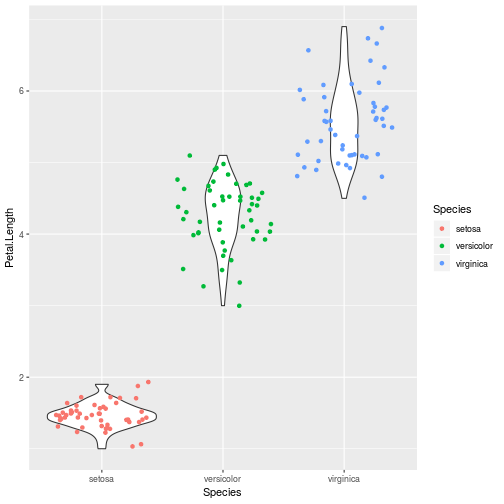 6
4
2
Petal.Length
setosa
versicolor
virginica
Species
Species
setosa
versicolor
virginica